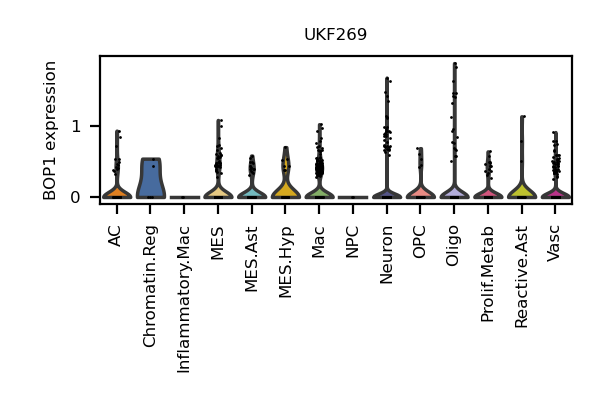 UKF269
BOP1 expression
1
0
AC
Chromatin.Reg
Inflammatory.Mac
MES
MES.Ast
MES.Hyp
Mac
NPC
Neuron
OPC
Oligo
Prolif.Metab
Reactive.Ast
Vasc